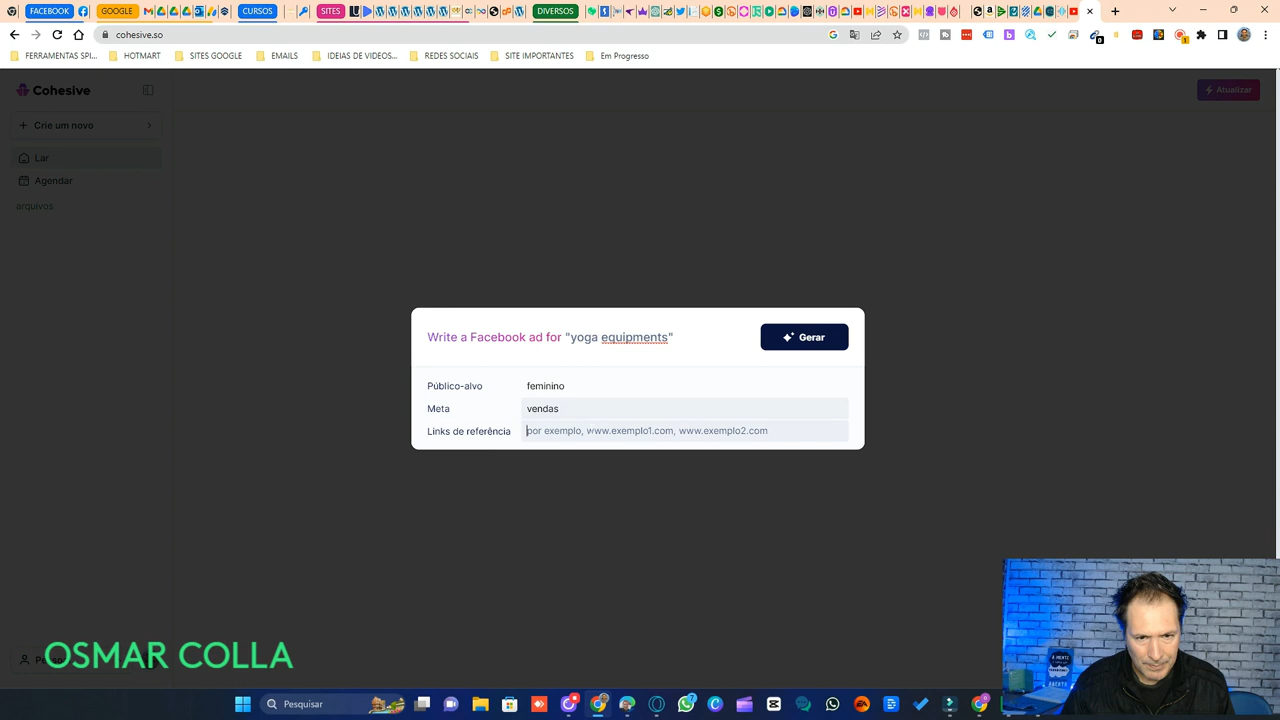 FACEBOOK
GOOGLE
CURSOS
SITES
DIVERSOS
cohesive.so
FERRAMENTAS SPI...
HOTMART
SITES GOOGLE
EMAILS
IDEIAS DE VIDEOS...
REDES SOCIAIS
SITE IMPORTANTES
Em Progresso
Cohesive
Atualizar
Crie um novo
Lar
Agendar
arquivos
Write a Facebook ad for "yoga equipments"
Gerar
Público-alvo
feminino
Meta
vendas
Links de referência
por exemplo, www.exemplo1.com, www.exemplo2.com
A MENTE
ABERTA
OSMAR COLLA
Pesquisar